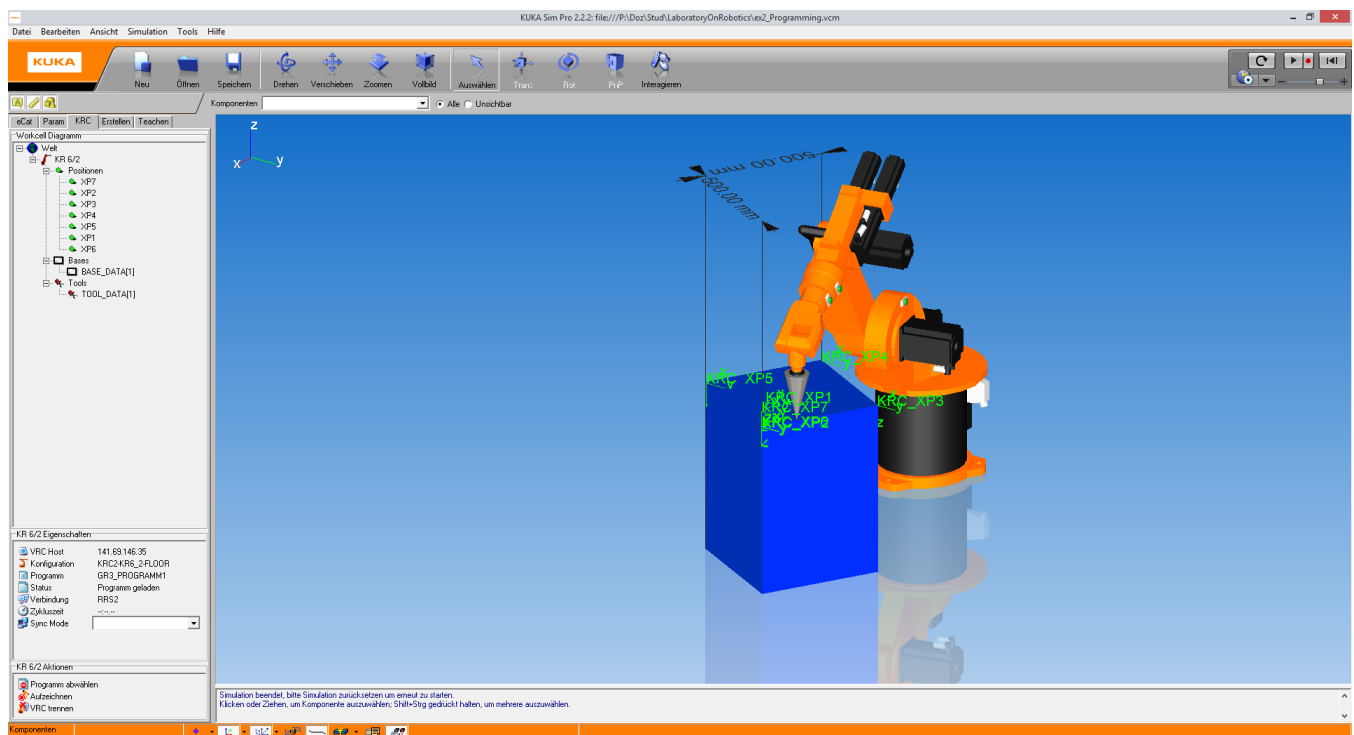 KUKA Sim Pro 2.2.2: file:///P:\Doz\Stud\LaboratoryOnRobotics\ex2_Programming.vcm
Datei Bearbeiten Ansicht Simulation Tools Hilfe
KUKA
Neu Öffnen Speichern Drehen Verschieben Zoomen Vollbild Auswählen Trans Rot PnP Interagieren
Komponenten Alle Unsichtbar
eCat Param KRC Erstellen Teachen
Workcell Diagramm
Welt
KR 6/2
Positionen
XP7
XP2
XP3
XP4
XP5
XP1
XP6
Bases
BASE_DATA[1]
Tools
TOOL_DATA[1]
z
x y
500.00 mm
500.00 mm
KRC_XP4
KRC_XP5
KRC_XP1
KRC_XP3
KRC_XP7
z
KR 6/2 Eigenschaften
VRC Host 141.69.146.35
Konfiguration KRC2-KR6_2-FLOOR
Programm GR3_PROGRAMM1
Status Programm geladen
Verbindung RRS2
Zykluszeit --:--.--
Sync Mode
KR 6/2 Aktionen
Programm abwählen
Aufzeichnen
VRC trennen
Simulation beendet, bitte Simulation zurücksetzen um erneut zu starten.
Klicken oder Ziehen, um Komponente auszuwählen; Shift+Strg gedrückt halten, um mehrere auszuwählen.
Komponenten